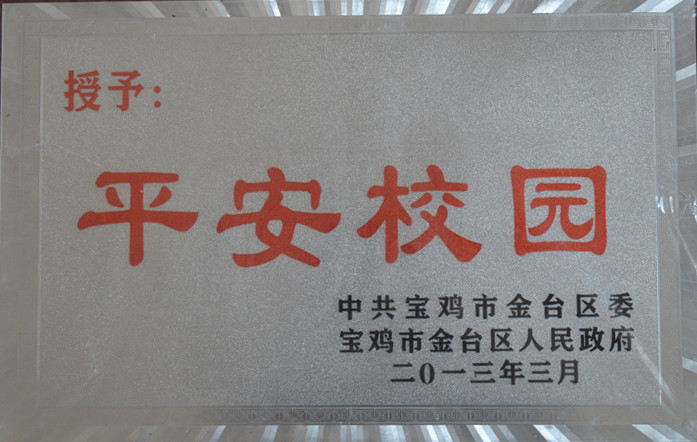 授予：
平安校园
中共宝鸡市金台区委
宝鸡市金台区人民政府
二0一三年三月